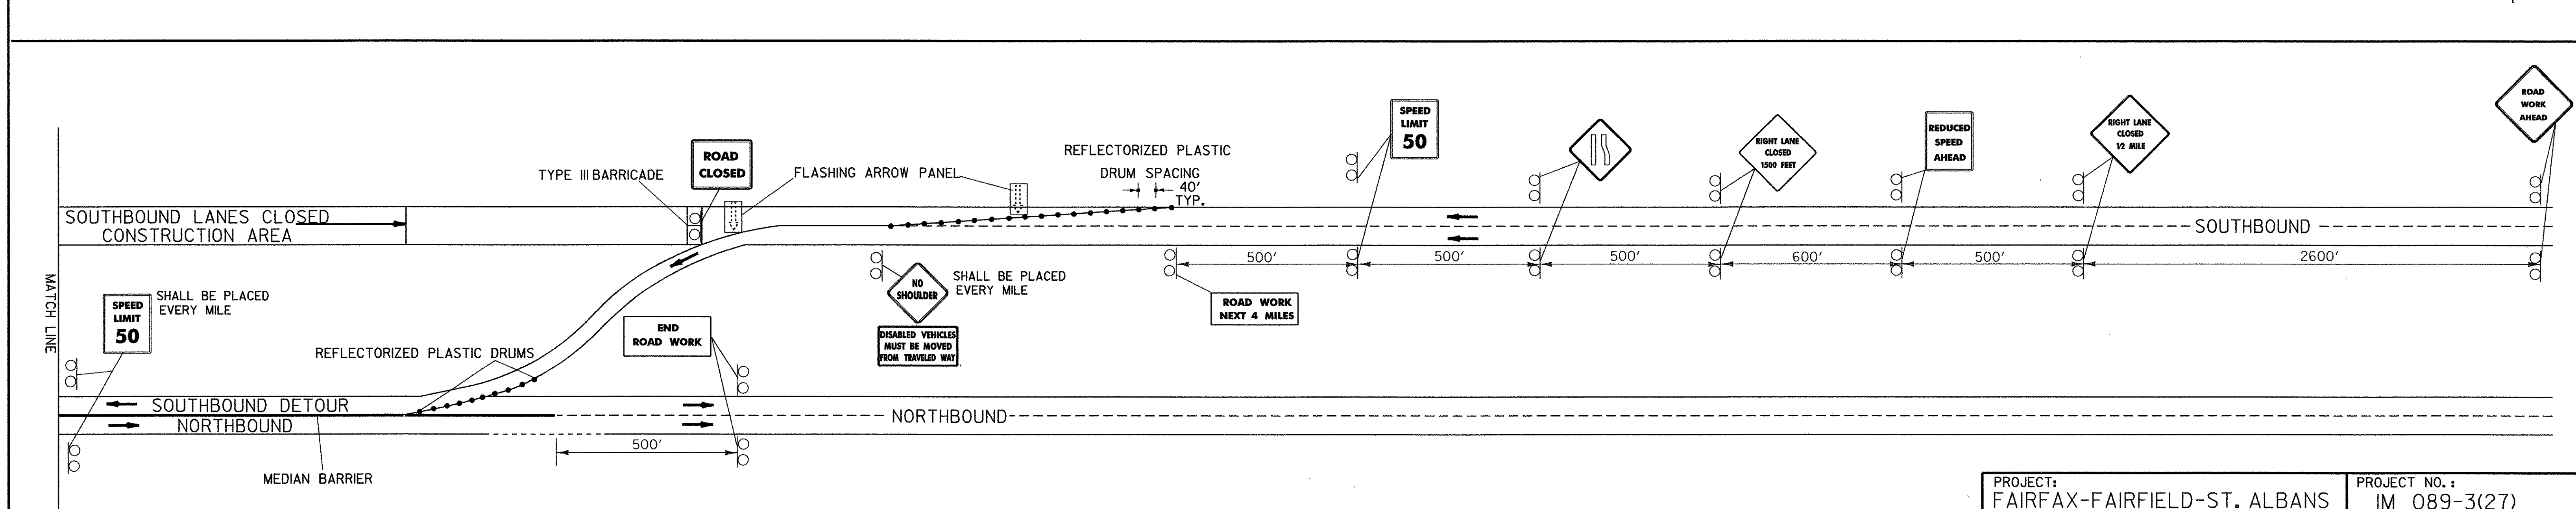 ROAD
WORK
AHEAD
SPEED
LIMIT
50
RIGHT LANE
CLOSED
1500 FEET
REDUCED
SPEED
AHEAD
RIGHT LANE
CLOSED
1/2 MILE
TYPE III BARRICADE
ROAD
CLOSED
FLASHING ARROW PANEL
REFLECTORIZED PLASTIC
DRUM SPACING
40'
TYP.
SOUTHBOUND LANES CLOSED
CONSTRUCTION AREA
SOUTHBOUND
500'
500'
500'
600'
500'
2600'
MATCH LINE
SPEED
LIMIT
50
SHALL BE PLACED
EVERY MILE
NO
SHOULDER
SHALL BE PLACED
EVERY MILE
DISABLED VEHICLES
MUST BE MOVED
FROM TRAVELED WAY
ROAD WORK
NEXT 4 MILES
END
ROAD WORK
REFLECTORIZED PLASTIC DRUMS
SOUTHBOUND DETOUR
NORTHBOUND
NORTHBOUND
500'
MEDIAN BARRIER
PROJECT:
FAIRFAX-FAIRFIELD-ST. ALBANS
PROJECT NO.:
IM 089-3(27)